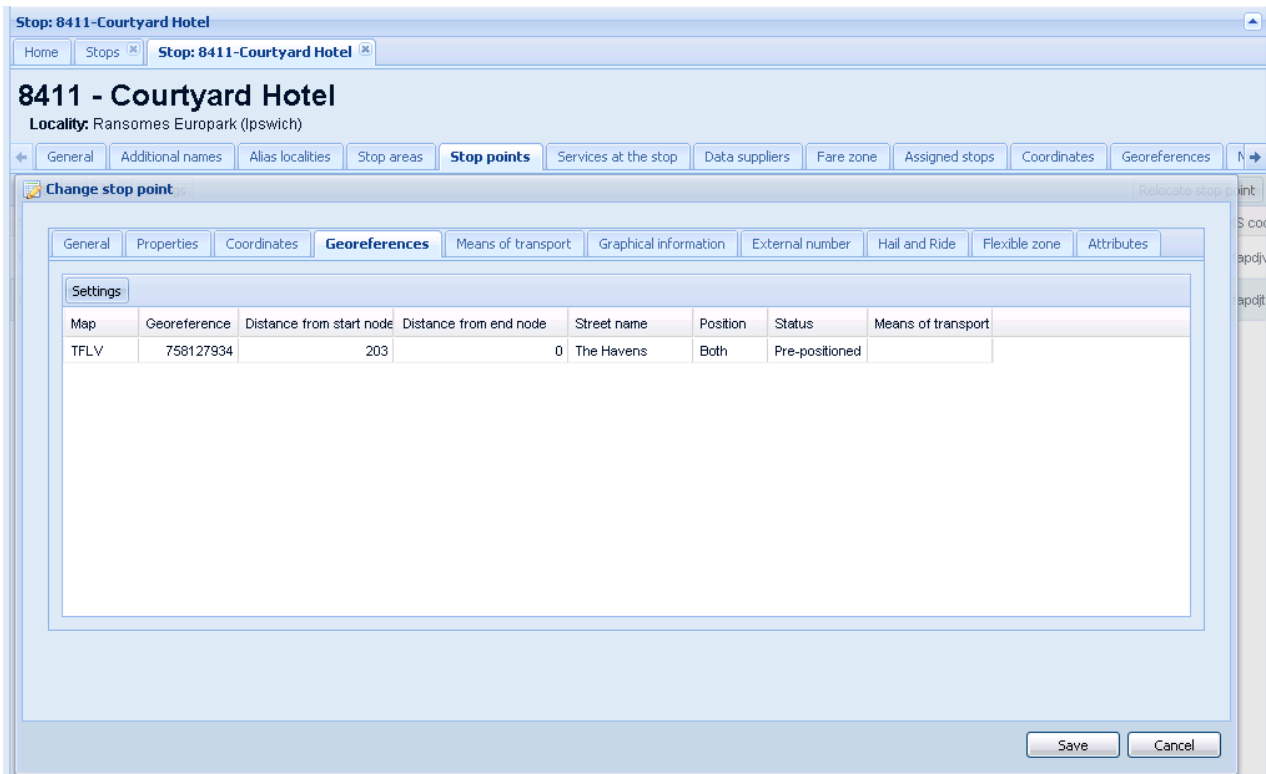 Stop: 8411-Courtyard Hotel
Home Stops Stop: 8411-Courtyard Hotel
8411 - Courtyard Hotel
Locality: Ransomes Europark (Ipswich)
General Additional names Alias localities Stop areas Stop points Services at the stop Data suppliers Fare zone Assigned stops Coordinates Georeferences
Change stop point Relocate stop point
General Properties Coordinates Georeferences Means of transport Graphical information External number Hail and Ride Flexible zone Attributes
Settings
Map Georeference Distance from start node Distance from end node Street name Position Status Means of transport
TFLV 758127934 203 0 The Havens Both Pre-positioned
Save Cancel